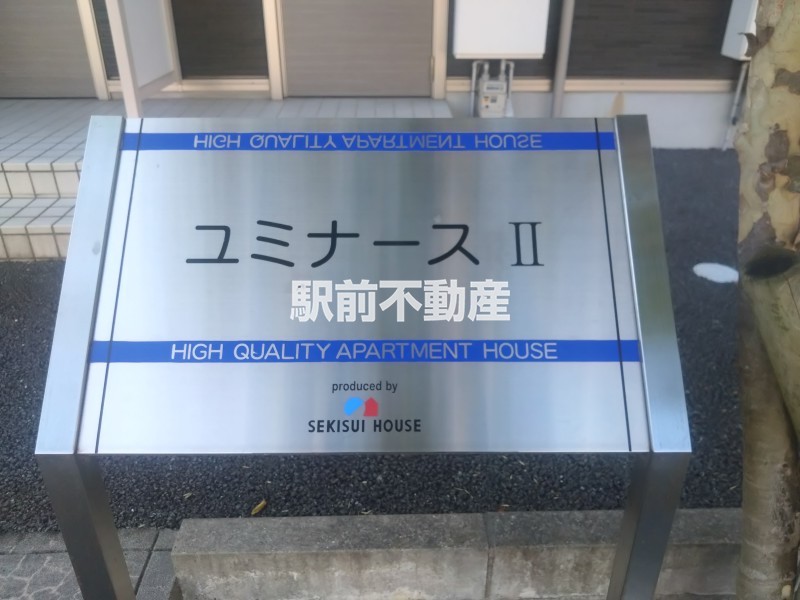 HIGH QUALITY APARTMENT HOUSE
ユミナース Ⅱ
駅前不動産
HIGH QUALITY APARTMENT HOUSE
produced by
SEKISUI HOUSE